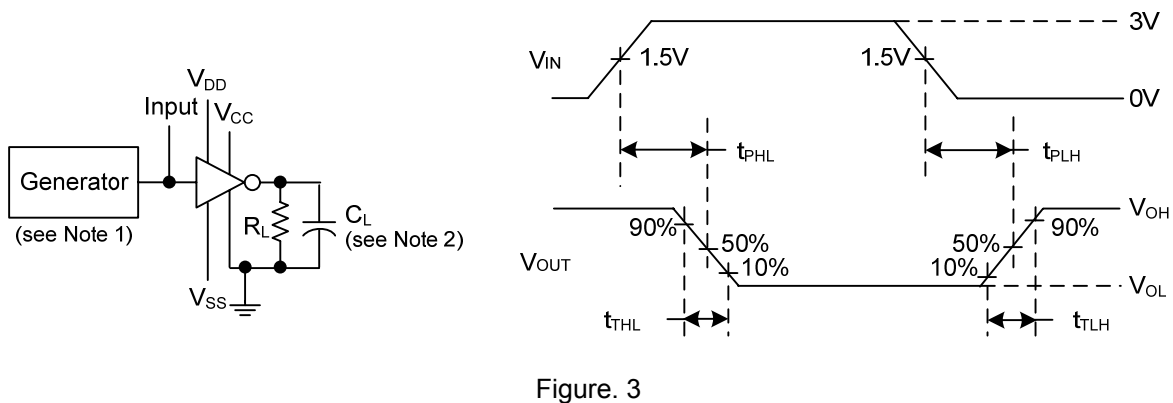 VDD
Input
VCC
Generator
(see Note 1)
RL
CL
(see Note 2)
VSS
VIN
1.5V
1.5V
3V
0V
tPHL
tPLH
VOUT
90%
50%
10%
50%
10%
90%
VOH
VOL
tTHL
tTLH
Figure. 3